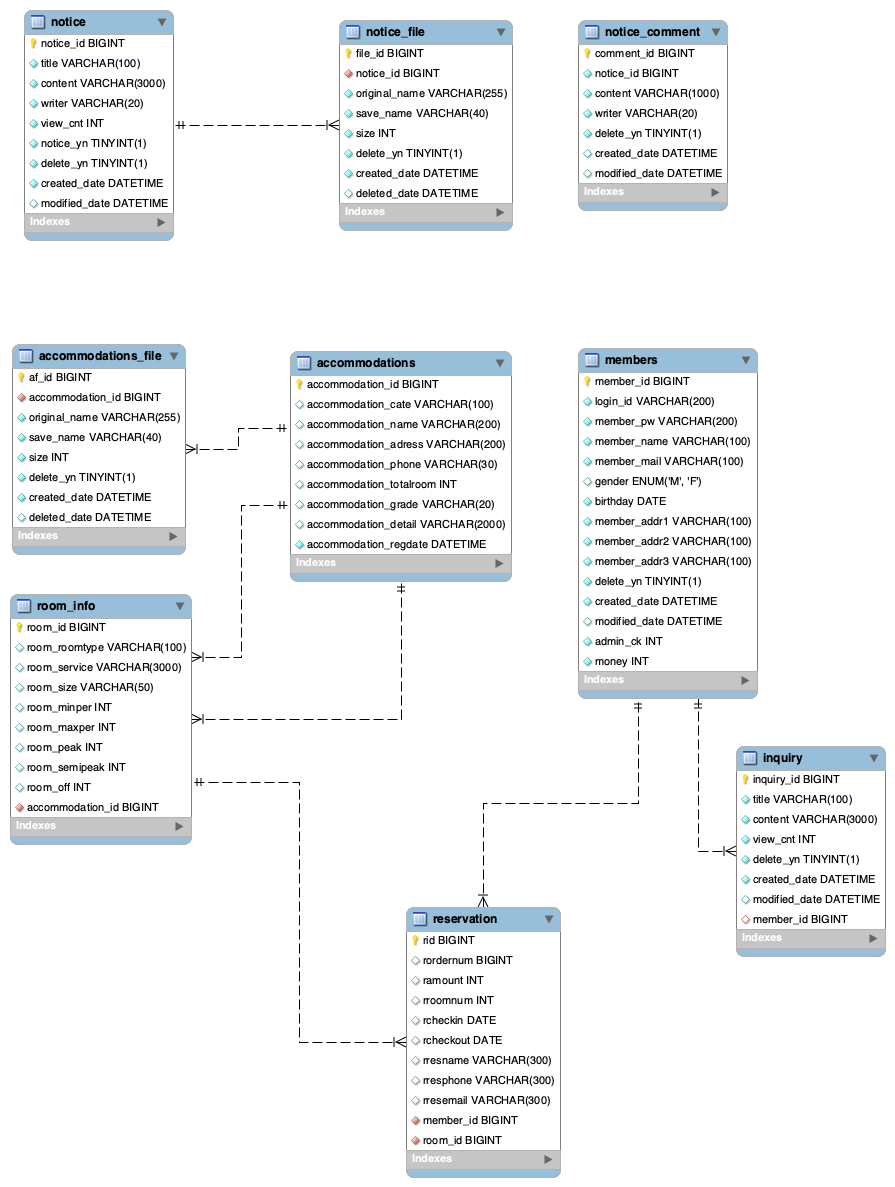 notice
notice_id BIGINT
title VARCHAR(100)
content VARCHAR(3000)
writer VARCHAR(20)
view_cnt INT
notice_yn TINYINT(1)
delete_yn TINYINT(1)
created_date DATETIME
modified_date DATETIME
Indexes
notice_file
file_id BIGINT
notice_id BIGINT
original_name VARCHAR(255)
save_name VARCHAR(40)
size INT
delete_yn TINYINT(1)
created_date DATETIME
deleted_date DATETIME
Indexes
notice_comment
comment_id BIGINT
notice_id BIGINT
content VARCHAR(1000)
writer VARCHAR(20)
delete_yn TINYINT(1)
created_date DATETIME
modified_date DATETIME
Indexes
accommodations_file
af_id BIGINT
accommodation_id BIGINT
original_name VARCHAR(255)
save_name VARCHAR(40)
size INT
delete_yn TINYINT(1)
created_date DATETIME
deleted_date DATETIME
Indexes
accommodations
accommodation_id BIGINT
accommodation_cate VARCHAR(100)
accommodation_name VARCHAR(200)
accommodation_adress VARCHAR(200)
accommodation_phone VARCHAR(30)
accommodation_totalroom INT
accommodation_grade VARCHAR(20)
accommodation_detail VARCHAR(2000)
accommodation_regdate DATETIME
Indexes
members
member_id BIGINT
login_id VARCHAR(200)
member_pw VARCHAR(200)
member_name VARCHAR(100)
member_mail VARCHAR(100)
gender ENUM('M', 'F')
birthday DATE
member_addr1 VARCHAR(100)
member_addr2 VARCHAR(100)
member_addr3 VARCHAR(100)
delete_yn TINYINT(1)
created_date DATETIME
modified_date DATETIME
admin_ck INT
money INT
Indexes
room_info
room_id BIGINT
room_roomtype VARCHAR(100)
room_service VARCHAR(3000)
room_size VARCHAR(50)
room_minper INT
room_maxper INT
room_peak INT
room_semipeak INT
room_off INT
accommodation_id BIGINT
Indexes
inquiry
inquiry_id BIGINT
title VARCHAR(100)
content VARCHAR(3000)
view_cnt INT
delete_yn TINYINT(1)
created_date DATETIME
modified_date DATETIME
member_id BIGINT
Indexes
reservation
rid BIGINT
rordernum BIGINT
ramount INT
rroomnum INT
rcheckin DATE
rcheckout DATE
rresname VARCHAR(300)
rresphone VARCHAR(300)
rresemail VARCHAR(300)
member_id BIGINT
room_id BIGINT
Indexes